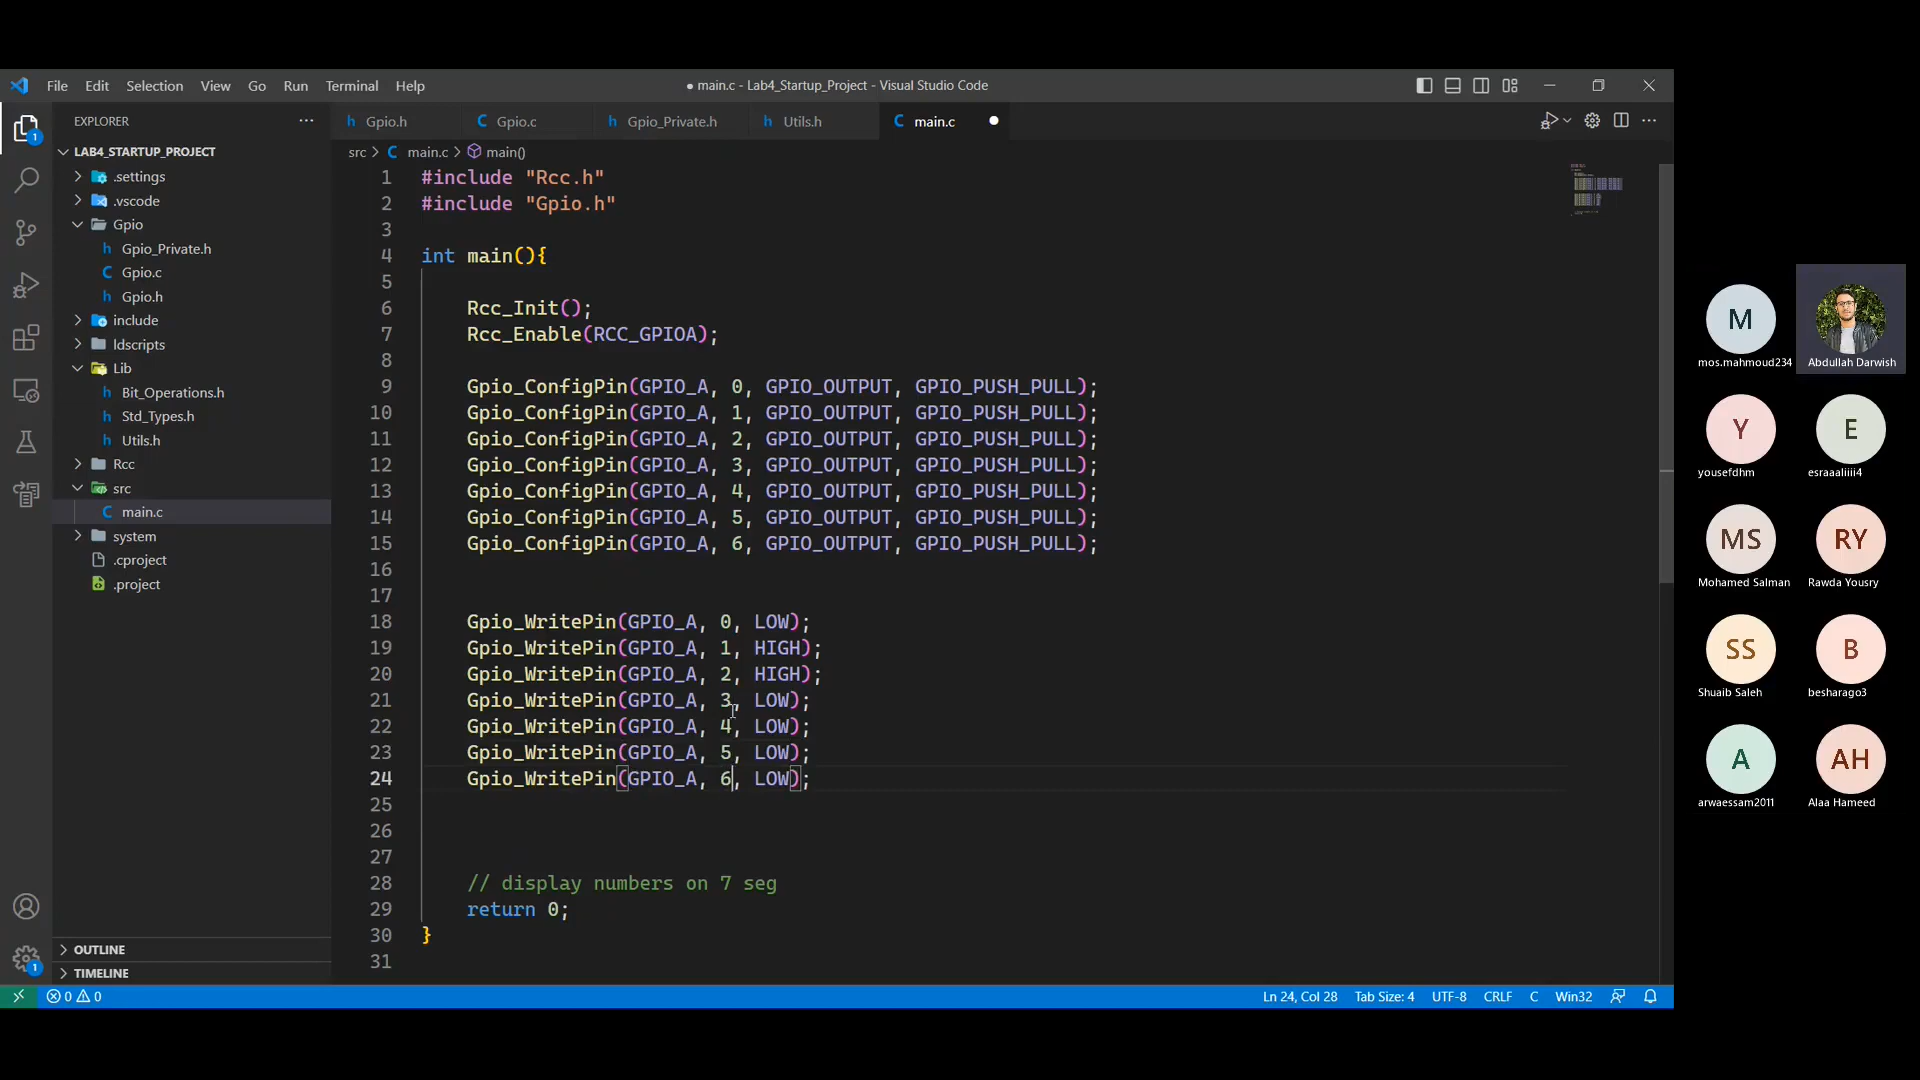 File Edit Selection View Go Run Terminal Help
● main.c - Lab4_Startup_Project - Visual Studio Code
EXPLORER
LAB4_STARTUP_PROJECT
.settings
.vscode
Gpio
h Gpio_Private.h
C Gpio.c
h Gpio.h
include
ldscripts
Lib
h Bit_Operations.h
h Std_Types.h
h Utils.h
Rcc
src
C main.c
system
.cproject
.project
OUTLINE
TIMELINE
1
1
h Gpio.h C Gpio.c h Gpio_Private.h h Utils.h C main.c
src > C main.c > main()
1 #include "Rcc.h"
2 #include "Gpio.h"
3
4 int main(){
5
6 Rcc_Init();
7 Rcc_Enable(RCC_GPIOA);
8
9 Gpio_ConfigPin(GPIO_A, 0, GPIO_OUTPUT, GPIO_PUSH_PULL);
10 Gpio_ConfigPin(GPIO_A, 1, GPIO_OUTPUT, GPIO_PUSH_PULL);
11 Gpio_ConfigPin(GPIO_A, 2, GPIO_OUTPUT, GPIO_PUSH_PULL);
12 Gpio_ConfigPin(GPIO_A, 3, GPIO_OUTPUT, GPIO_PUSH_PULL);
13 Gpio_ConfigPin(GPIO_A, 4, GPIO_OUTPUT, GPIO_PUSH_PULL);
14 Gpio_ConfigPin(GPIO_A, 5, GPIO_OUTPUT, GPIO_PUSH_PULL);
15 Gpio_ConfigPin(GPIO_A, 6, GPIO_OUTPUT, GPIO_PUSH_PULL);
16
17
18 Gpio_WritePin(GPIO_A, 0, LOW);
19 Gpio_WritePin(GPIO_A, 1, HIGH);
20 Gpio_WritePin(GPIO_A, 2, HIGH);
21 Gpio_WritePin(GPIO_A, 3, LOW);
22 Gpio_WritePin(GPIO_A, 4, LOW);
23 Gpio_WritePin(GPIO_A, 5, LOW);
24 Gpio_WritePin(GPIO_A, 6, LOW);
25
26
27
28 // display numbers on 7 seg
29 return 0;
30 }
31
0 0 Ln 24, Col 28 Tab Size: 4 UTF-8 CRLF C Win32
M
mos.mahmoud234 Abdullah Darwish
Y E
yousefdhm esraaliiii4
MS RY
Mohamed Salman Rawda Yousry
SS B
Shuaib Saleh besharago3
A AH
arwaessam2011 Alaa Hameed